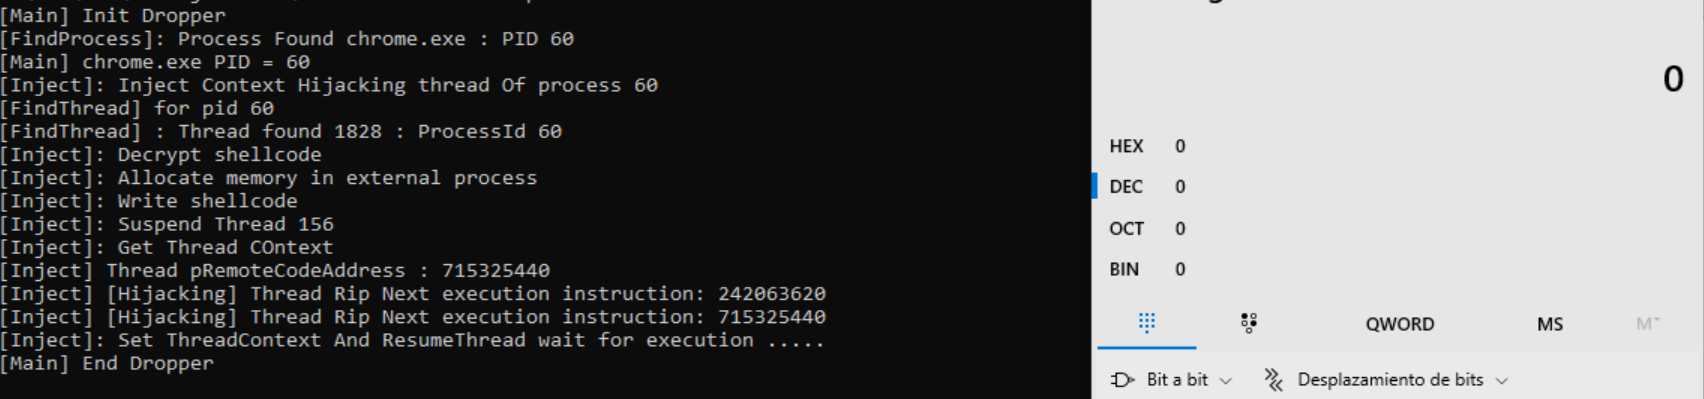 [Main] Init Dropper
[FindProcess]: Process Found chrome.exe : PID 60
[Main] chrome.exe PID = 60
[Inject]: Inject Context Hijacking thread Of process 60
[FindThread] for pid 60
[FindThread] : Thread found 1828 : ProcessId 60
[Inject]: Decrypt shellcode
[Inject]: Allocate memory in external process
[Inject]: Write shellcode
[Inject]: Suspend Thread 156
[Inject]: Get Thread COntext
[Inject] Thread pRemoteCodeAddress : 715325440
[Inject] [Hijacking] Thread Rip Next execution instruction: 242063620
[Inject] [Hijacking] Thread Rip Next execution instruction: 715325440
[Inject]: Set ThreadContext And ResumeThread wait for execution .....
[Main] End Dropper
0
HEX 0
DEC 0
OCT 0
BIN 0
QWORD MS M
Bit a bit Desplazamiento de bits